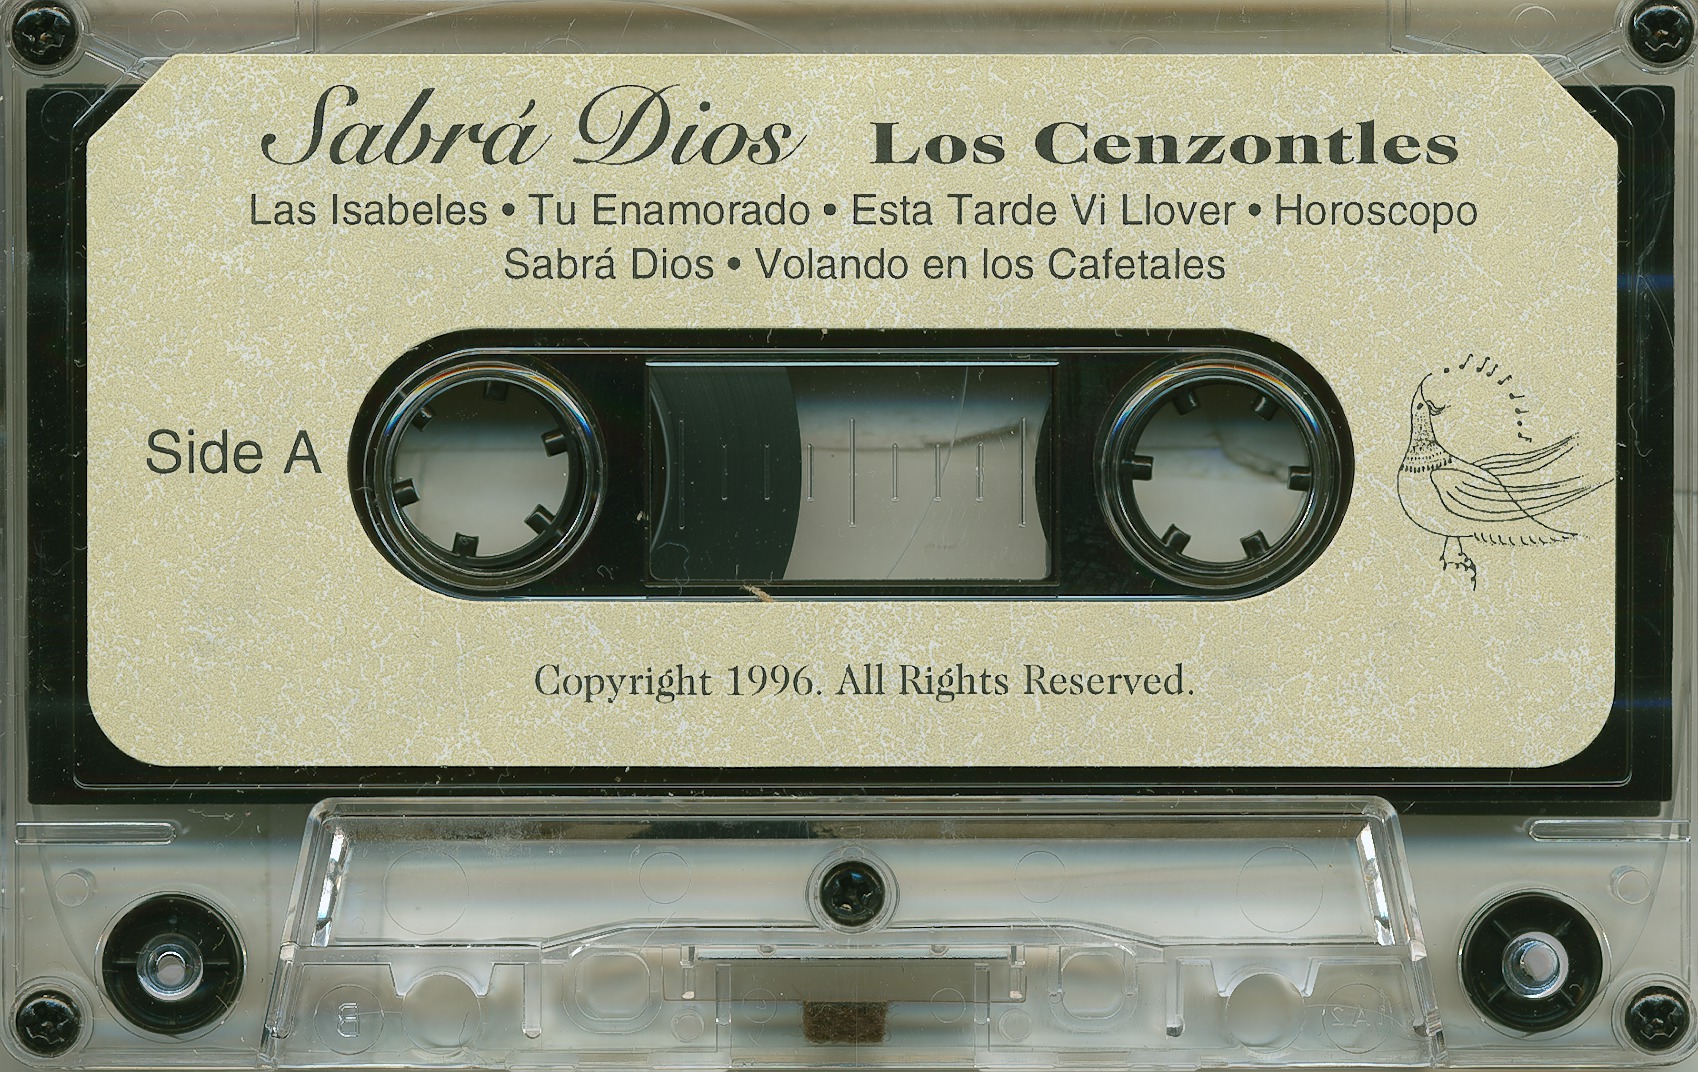 Sabrá Dios Los Cenzontles
Las Isabeles • Tu Enamorado • Esta Tarde Vi Llover • Horoscopo
Sabrá Dios • Volando en los Cafetales
Side A
Copyright 1996. All Rights Reserved.